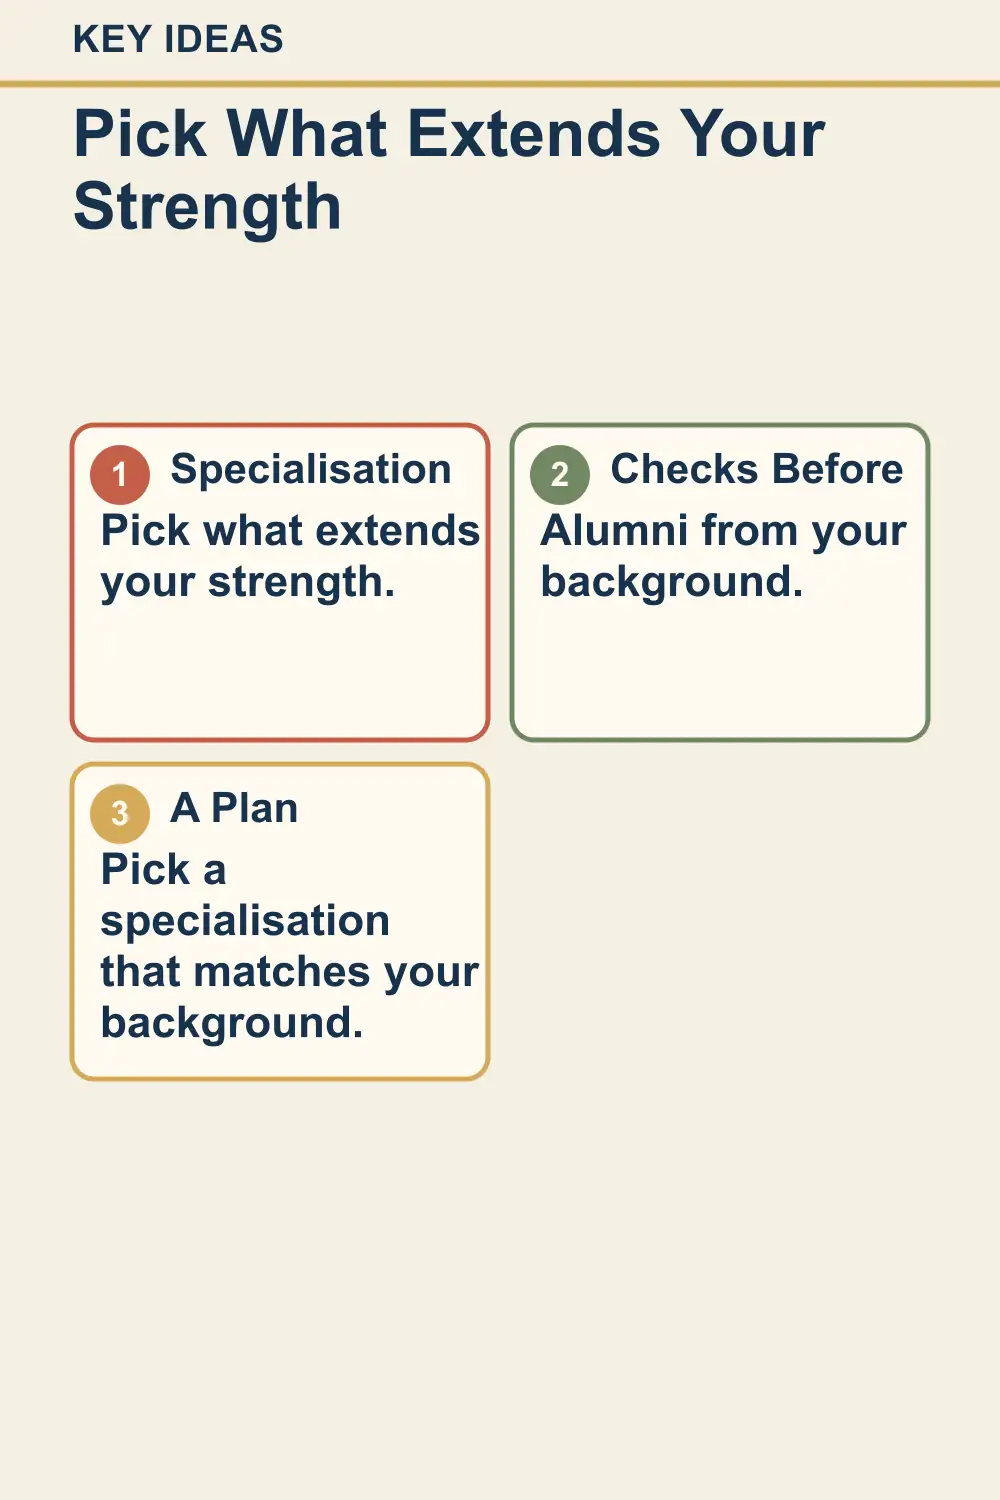 KEY IDEAS
Pick What Extends Your
Strength
1 Specialisation
Pick what extends
your strength.
2 Checks Before
Alumni from your
background.
3 A Plan
Pick a
specialisation
that matches your
background.